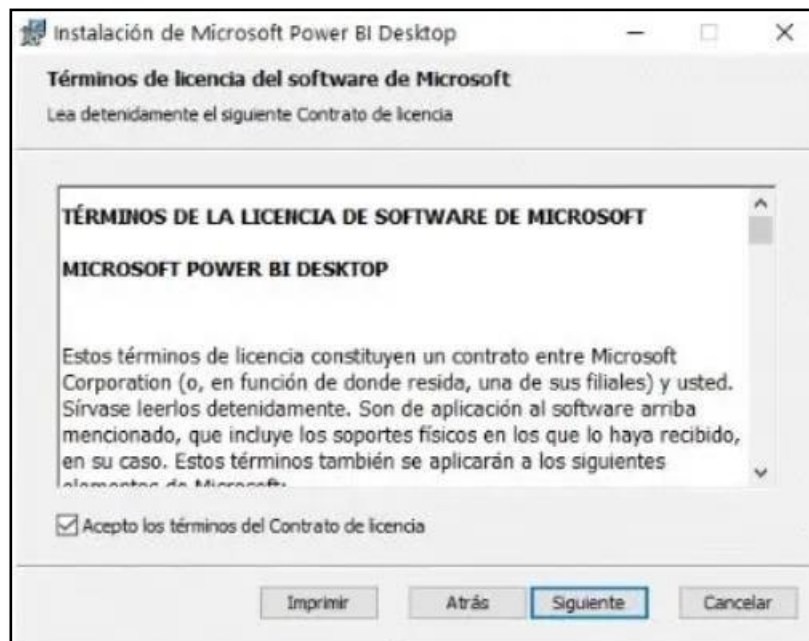 Instalación de Microsoft Power BI Desktop
Términos de licencia del software de Microsoft
Lea detenidamente el siguiente Contrato de licencia
TÉRMINOS DE LA LICENCIA DE SOFTWARE DE MICROSOFT
MICROSOFT POWER BI DESKTOP
Estos términos de licencia constituyen un contrato entre Microsoft
Corporation (o, en función de donde resida, una de sus filiales) y usted.
Sírvase leerlos detenidamente. Son de aplicación al software arriba
mencionado, que incluye los soportes físicos en los que lo haya recibido,
en su caso. Estos términos también se aplicarán a los siguientes
elementos de Microsoft:
Acepto los términos del Contrato de licencia
Imprimir Atrás Siguiente Cancelar